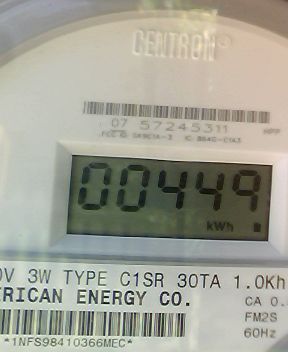 CENTRON®
07 57245311
00449
kWh
0V 3W TYPE C1SR 30TA 1.0Kh
ERICAN ENERGY CO.
CA 0.
FM2S
60Hz
*1NFS98410366MEC*